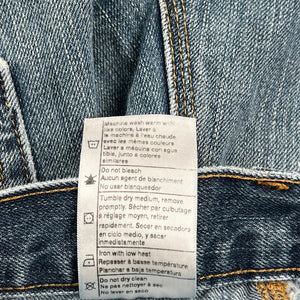 Machine wash warm with
like colors, Laver à
la machine à l'eau chaude
avec les mêmes couleurs
Lavar a máquina con agua
tibia, junto a colores
similares
Do not bleach
Aucun agent de blanchiment
No usar blanqueador
Tumble dry medium, remove
promptly. Sécher par culbutage
à réglage moyen, retirer
rapidement. Secar en secadora
en ciclo medio, y sacar
inmediatamente
Iron with low heat
Repasser à basse température
Planchar a baja temperatura
Do not dry clean
Ne pas nettoyer à sec
No lavar en seco